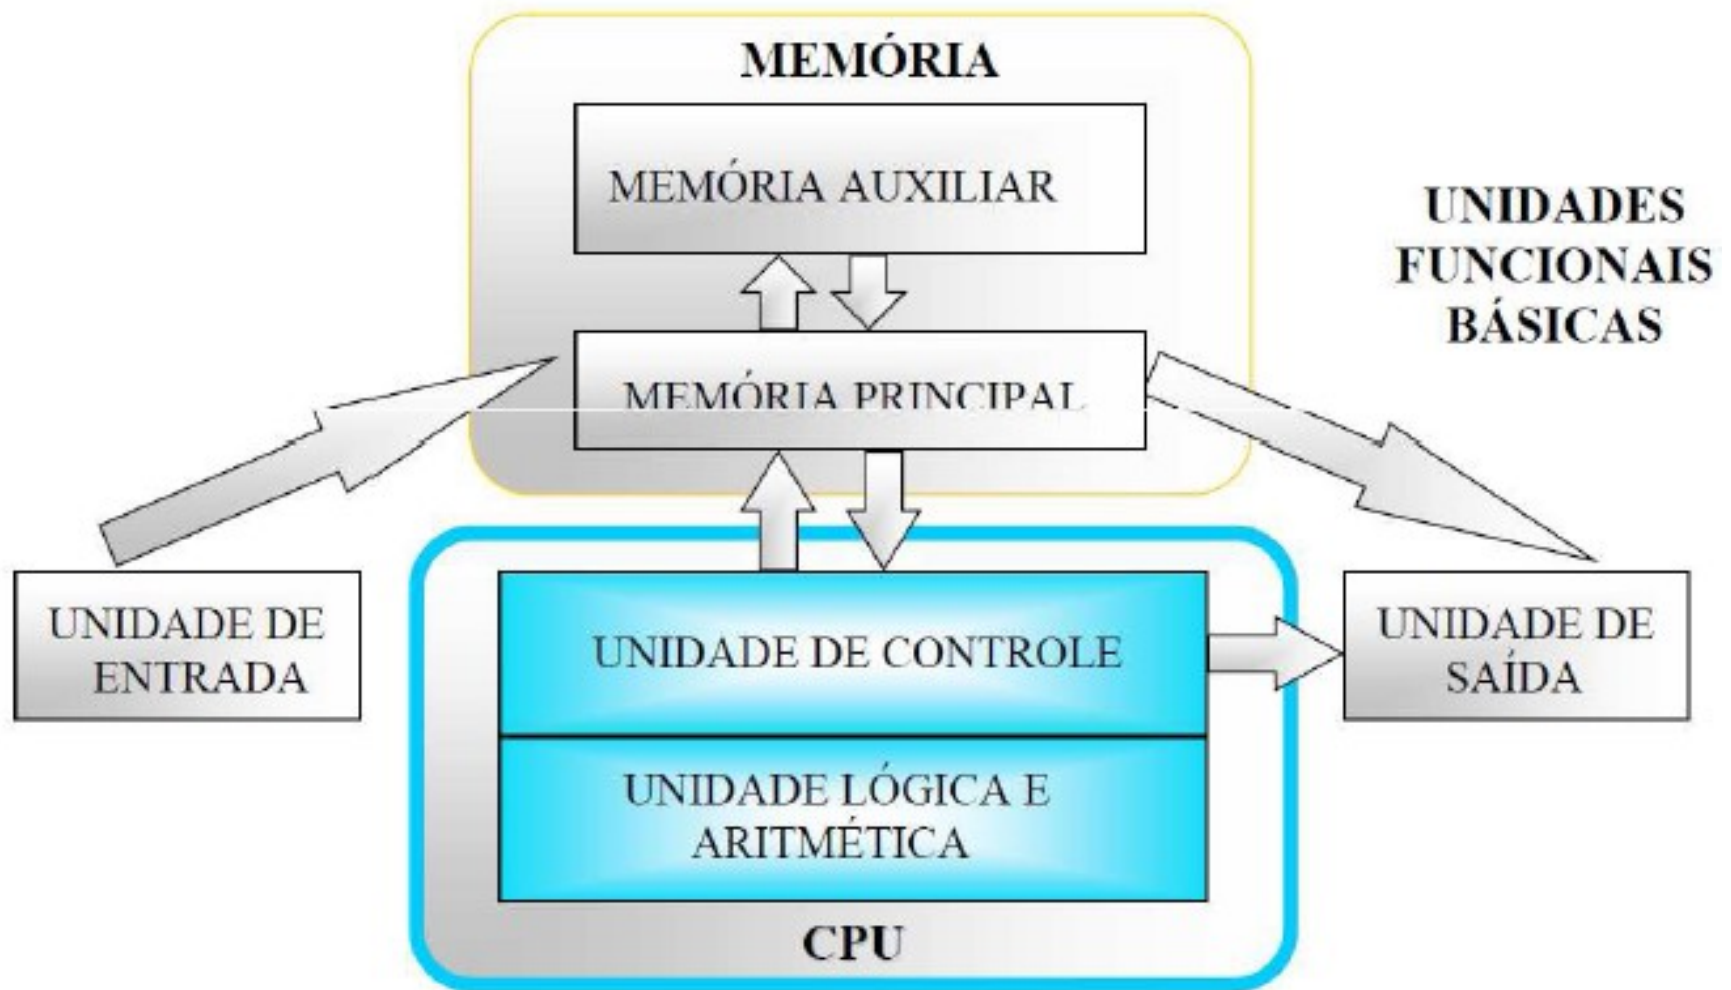 MEMÓRIA
MEMÓRIA AUXILIAR
UNIDADES
FUNCIONAIS
BÁSICAS
MEMÓRIA PRINCIPAL
UNIDADE DE
ENTRADA
UNIDADE DE CONTROLE
UNIDADE DE
SAÍDA
UNIDADE LÓGICA E
ARITMÉTICA
CPU